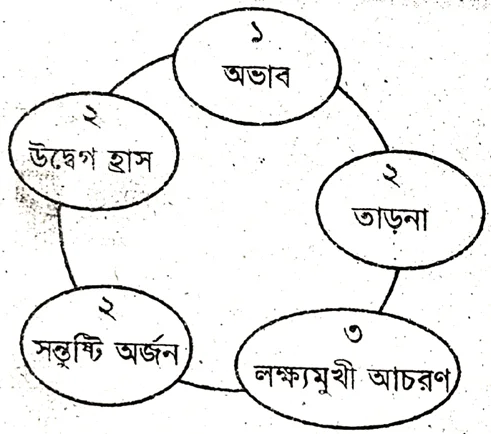 ১
অভাব
২
তাড়না
৩
লক্ষ্যমুখী আচরণ
২
সন্তুষ্টি অর্জন
২
উদ্বেগ হ্রাস